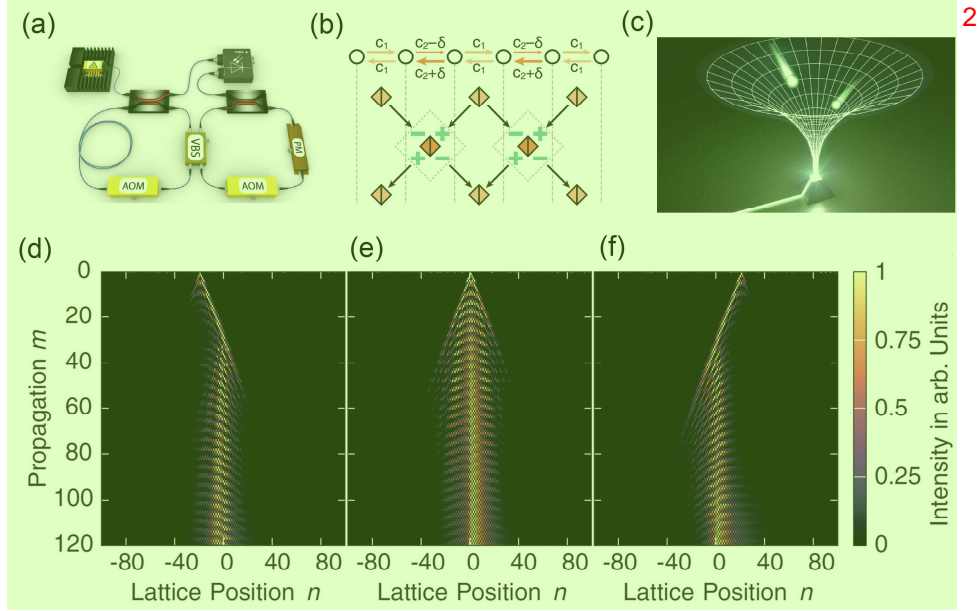 2
(a)
(b)
(c)
c₁ c₂−δ c₁ c₂−δ c₁
c₁ c₂+δ c₁ c₂+δ c₁
VBS
PM
AOM AOM
− + − +
+ − + −
(d) (e) (f)
0
20
40
60
80
100
120
Propagation m
-80 -40 0 40 -80 -40 0 40 -80 -40 0 40 80
Lattice Position n Lattice Position n Lattice Position n
1
0.75
0.5
0.25
0
Intensity in arb. Units